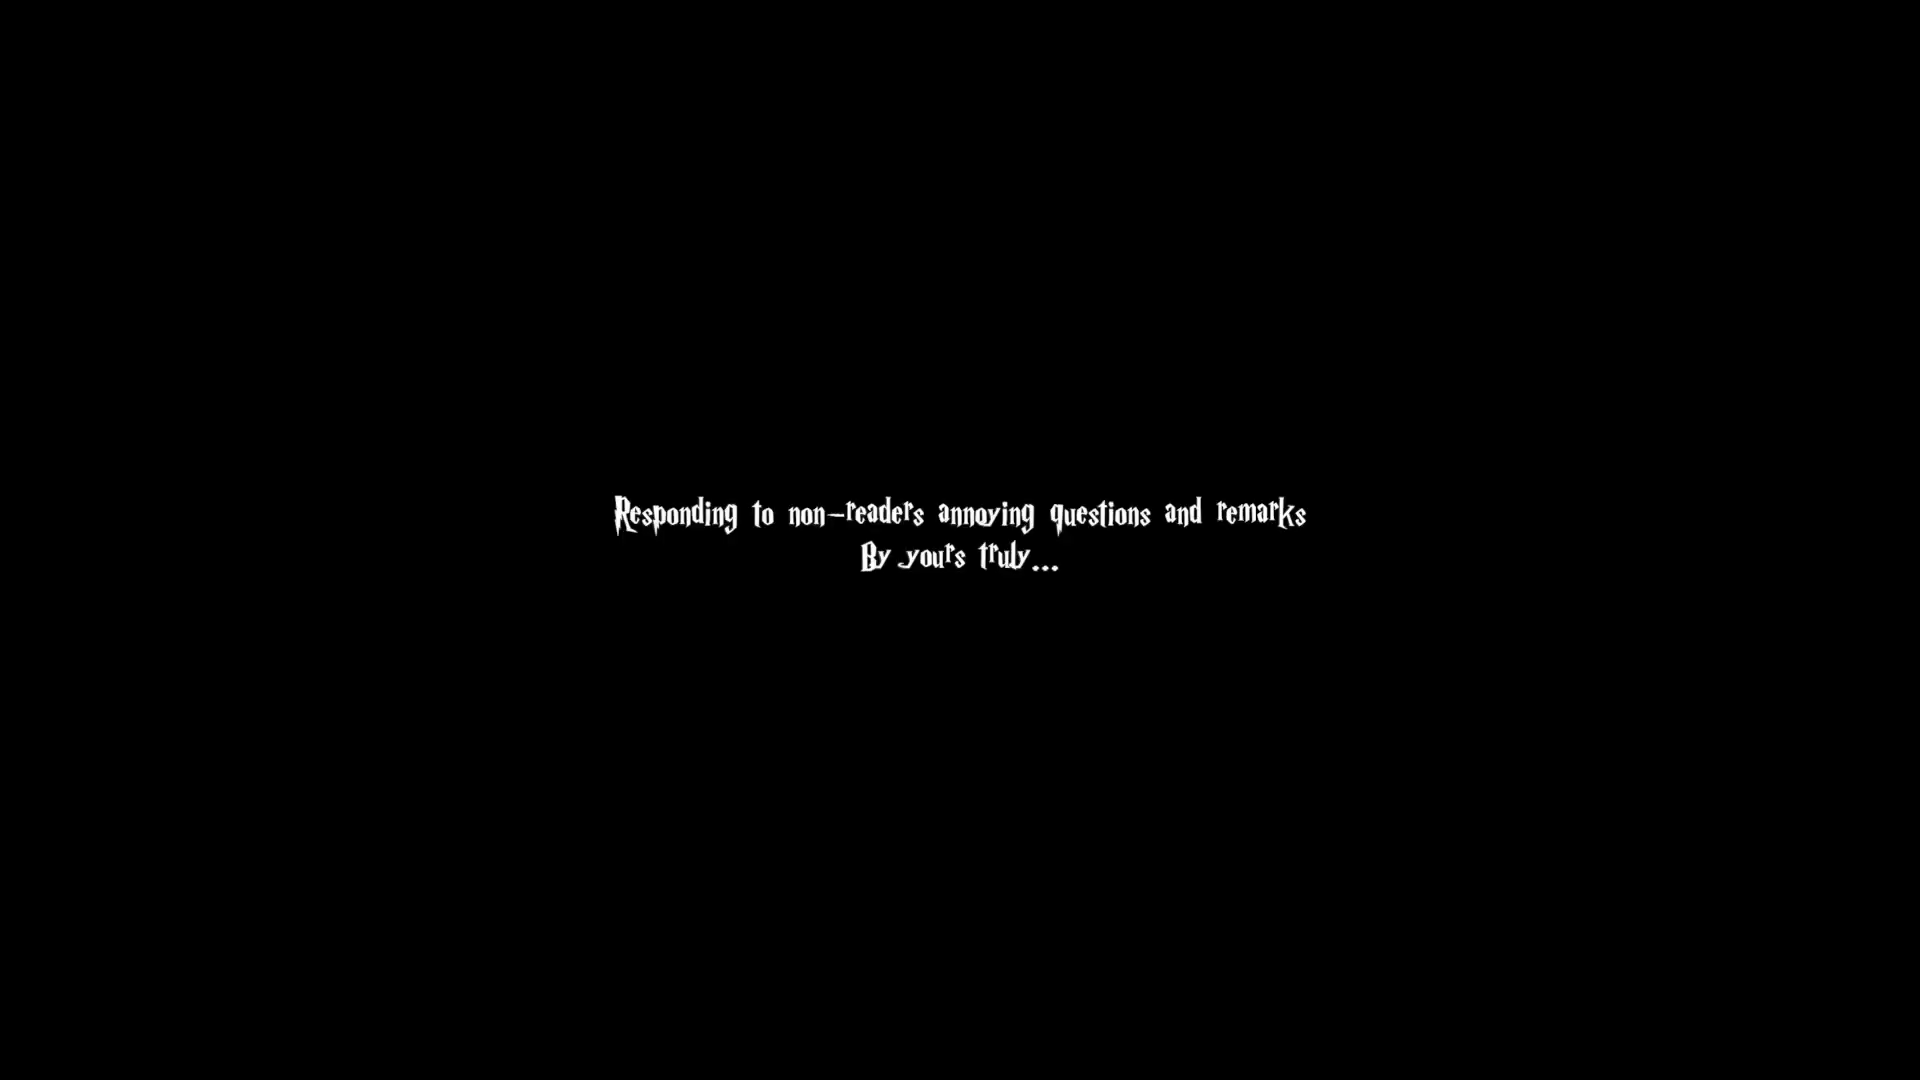 Responding to non-readers annoying questions and remarks
By yours truly...